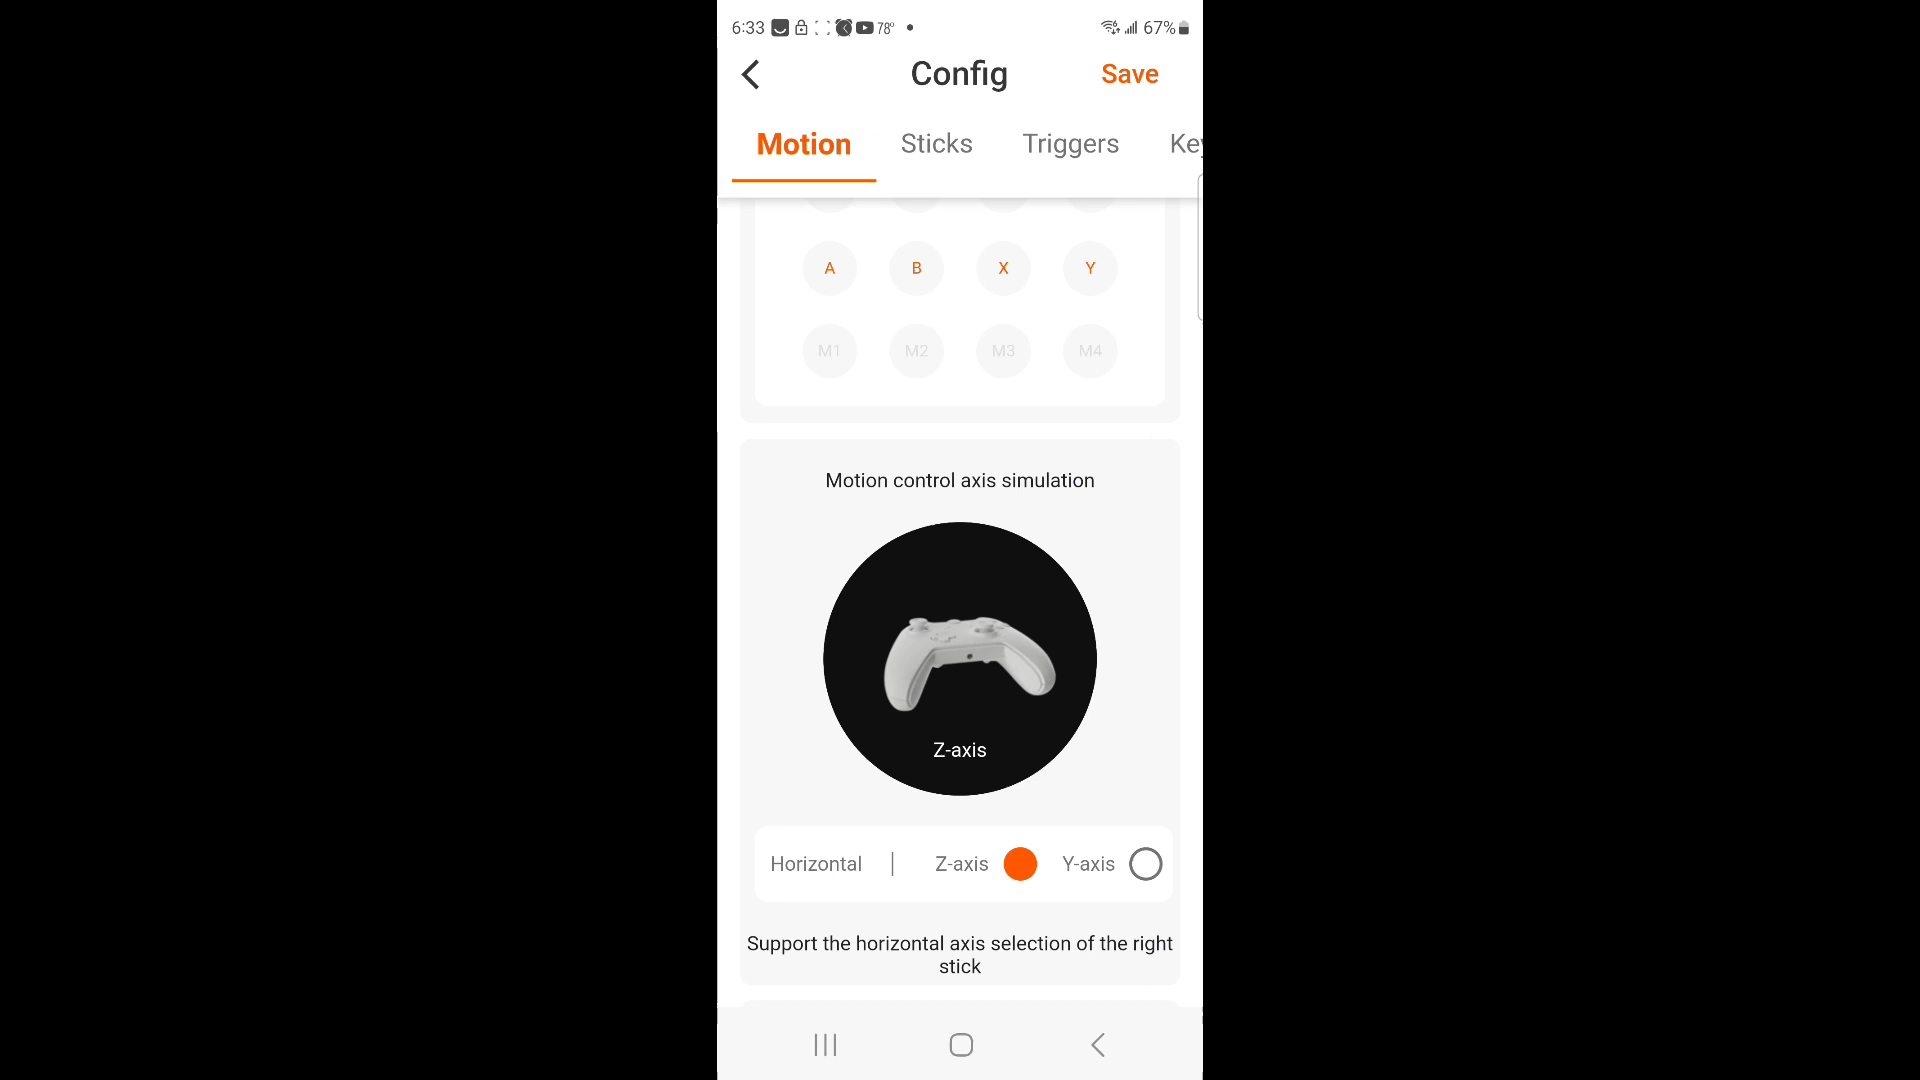 6:33 78° 67%
Config
Save
Motion Sticks Triggers
A B X Y
M1 M2 M3 M4
Motion control axis simulation
Z-axis
Horizontal | Z-axis Y-axis
Support the horizontal axis selection of the right
stick